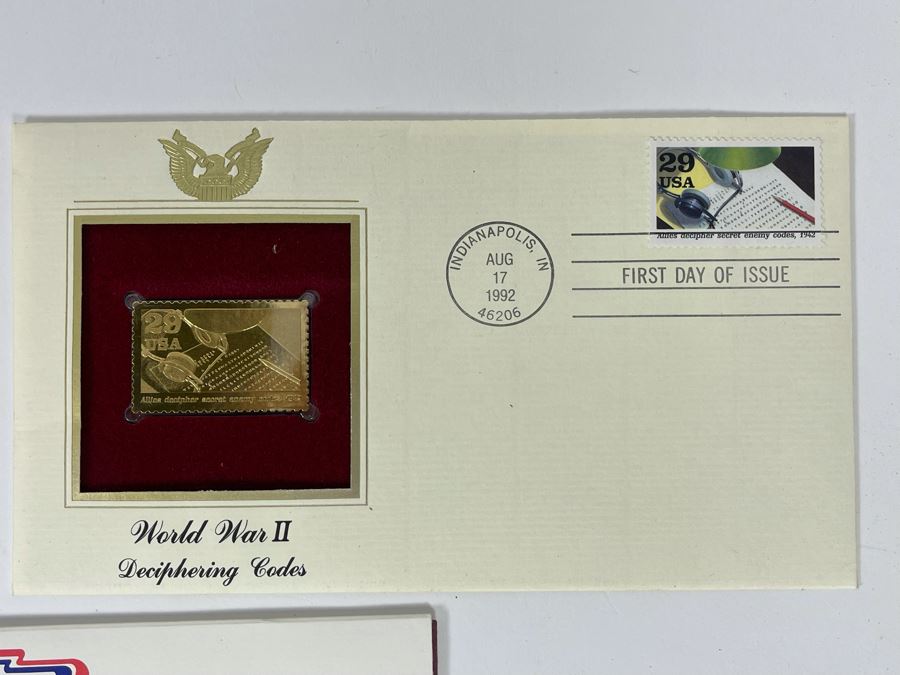 29
USA
Allies decipher secret enemy codes, 1942
INDIANAPOLIS, IN
AUG
17
1992
46206
FIRST DAY OF ISSUE
29
USA
Allies decipher secret enemy codes
World War II
Deciphering Codes